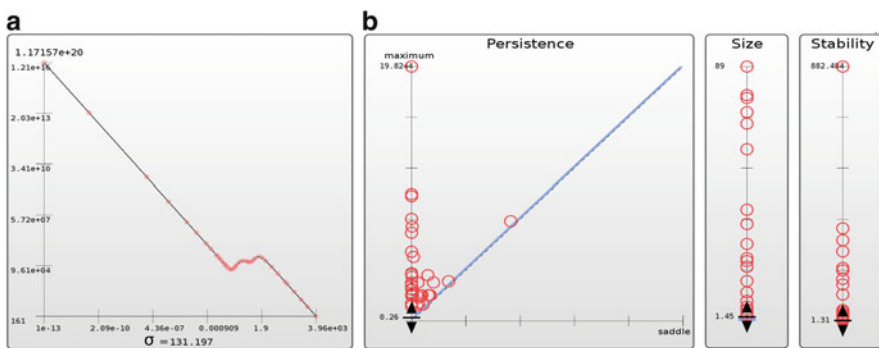 a
1.17157e+20
1.21e+16
2.03e+13
3.41e+10
5.72e+07
9.61e+04
161
1e-13 2.09e-10 4.36e-07 0.000909 1.9 3.96e+03
σ =131.197
b
Persistence
maximum
19.8244
0.26
saddle
Size
89
1.45
Stability
882.484
1.31